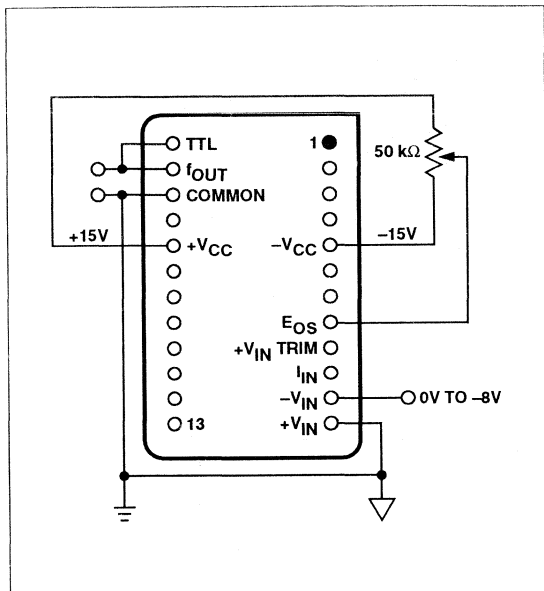 TTL
1
50 kΩ
fOUT
COMMON
+15V
+VCC
–VCC
–15V
EOS
+VIN TRIM
IIN
–VIN
0V TO –8V
13
+VIN